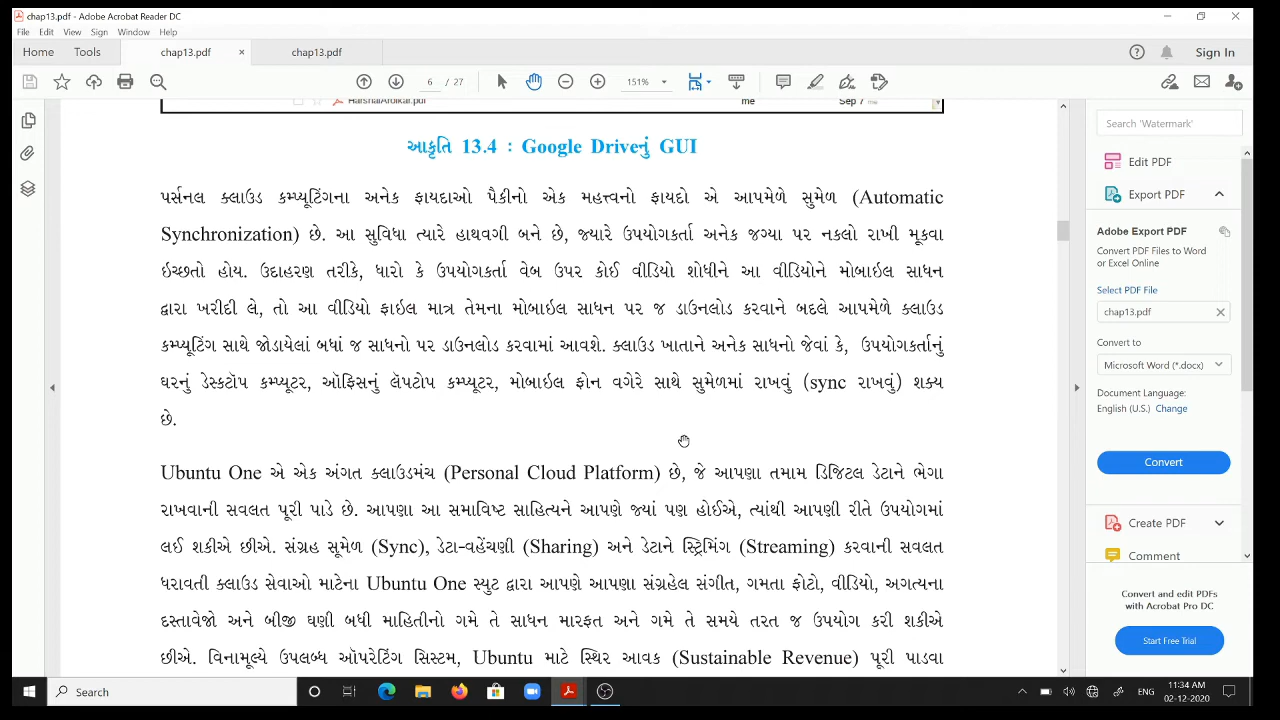 chap13.pdf - Adobe Acrobat Reader DC
File Edit View Sign Window Help
Home Tools chap13.pdf × chap13.pdf Sign In
6 / 27 151%
HarshalArolkar.pdf me Sep 7 me
આકૃતિ 13.4 : Google Driveનું GUI
પર્સનલ ક્લાઉડ કમ્પ્યૂટિંગના અનેક ફાયદાઓ પૈકીનો એક મહત્ત્વનો ફાયદો એ આપમેળે સુમેળ (Automatic
Synchronization) છે. આ સુવિધા ત્યારે હાથવગી બને છે, જ્યારે ઉપયોગકર્તા અનેક જગ્યા પર નકલો રાખી મૂકવા
ઇચ્છતો હોય. ઉદાહરણ તરીકે, ધારો કે ઉપયોગકર્તા વેબ ઉપર કોઈ વીડિયો શોધીને આ વીડિયોને મોબાઇલ સાધન
દ્વારા ખરીદી લે, તો આ વીડિયો ફાઇલ માત્ર તેમના મોબાઇલ સાધન પર જ ડાઉનલોડ કરવાને બદલે આપમેળે ક્લાઉડ
કમ્પ્યૂટિંગ સાથે જોડાયેલાં બધાં જ સાધનો પર ડાઉનલોડ કરવામાં આવશે. ક્લાઉડ ખાતાને અનેક સાધનો જેવાં કે, ઉપયોગકર્તાનું
ઘરનું ડેસ્કટૉપ કમ્પ્યૂટર, ઑફિસનું લૅપટોપ કમ્પ્યૂટર, મોબાઇલ ફોન વગેરે સાથે સુમેળમાં રાખવું (sync રાખવું) શક્ય
છે.
Ubuntu One એ એક અંગત ક્લાઉડમંચ (Personal Cloud Platform) છે, જે આપણા તમામ ડિજિટલ ડેટાને ભેગા
રાખવાની સવલત પૂરી પાડે છે. આપણા આ સમાવિષ્ટ સાહિત્યને આપણે જ્યાં પણ હોઈએ, ત્યાંથી આપણી રીતે ઉપયોગમાં
લઈ શકીએ છીએ. સંગ્રહ સૂમેળ (Sync), ડેટા-વહેંચણી (Sharing) અને ડેટાને સ્ટ્રિમિંગ (Streaming) કરવાની સવલત
ધરાવતી ક્લાઉડ સેવાઓ માટેના Ubuntu One સ્યુટ દ્વારા આપણે આપણા સંગ્રહેલ સંગીત, ગમતા ફોટો, વીડિયો, અગત્યના
દસ્તાવેજો અને બીજી ઘણી બધી માહિતીનો ગમે તે સાધન મારફત અને ગમે તે સમયે તરત જ ઉપયોગ કરી શકીએ
છીએ. વિનામૂલ્યે ઉપલબ્ધ ઑપરેટિંગ સિસ્ટમ, Ubuntu માટે સ્થિર આવક (Sustainable Revenue) પૂરી પાડવા
Search 'Watermark'
Edit PDF
Export PDF
Adobe Export PDF
Convert PDF Files to Word
or Excel Online
Select PDF File
chap13.pdf ×
Convert to
Microsoft Word (*.docx)
Document Language:
English (U.S.) Change
Convert
Create PDF
Comment
Convert and edit PDFs
with Acrobat Pro DC
Start Free Trial
Search
ENG
11:34 AM
02-12-2020